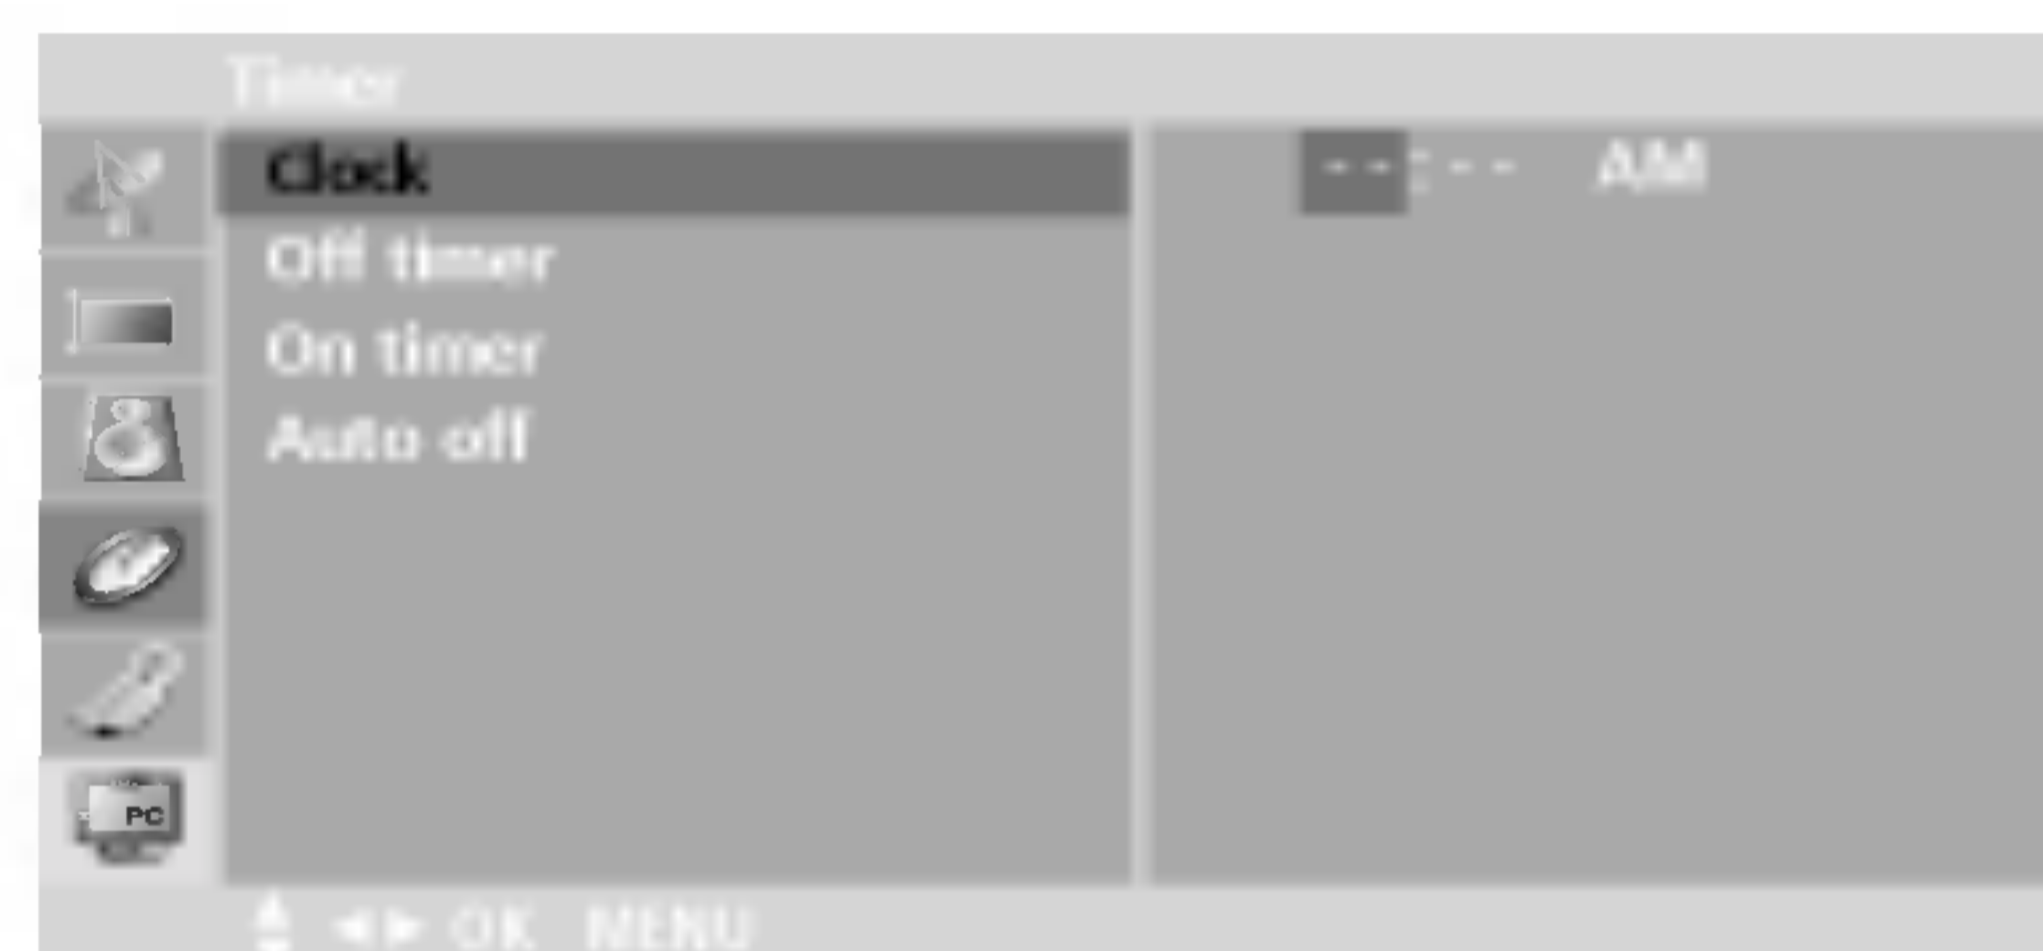 Timer
Clock --:-- AM
Off timer
On timer
Auto off
PC
▲▼ ◀▶ OK MENU